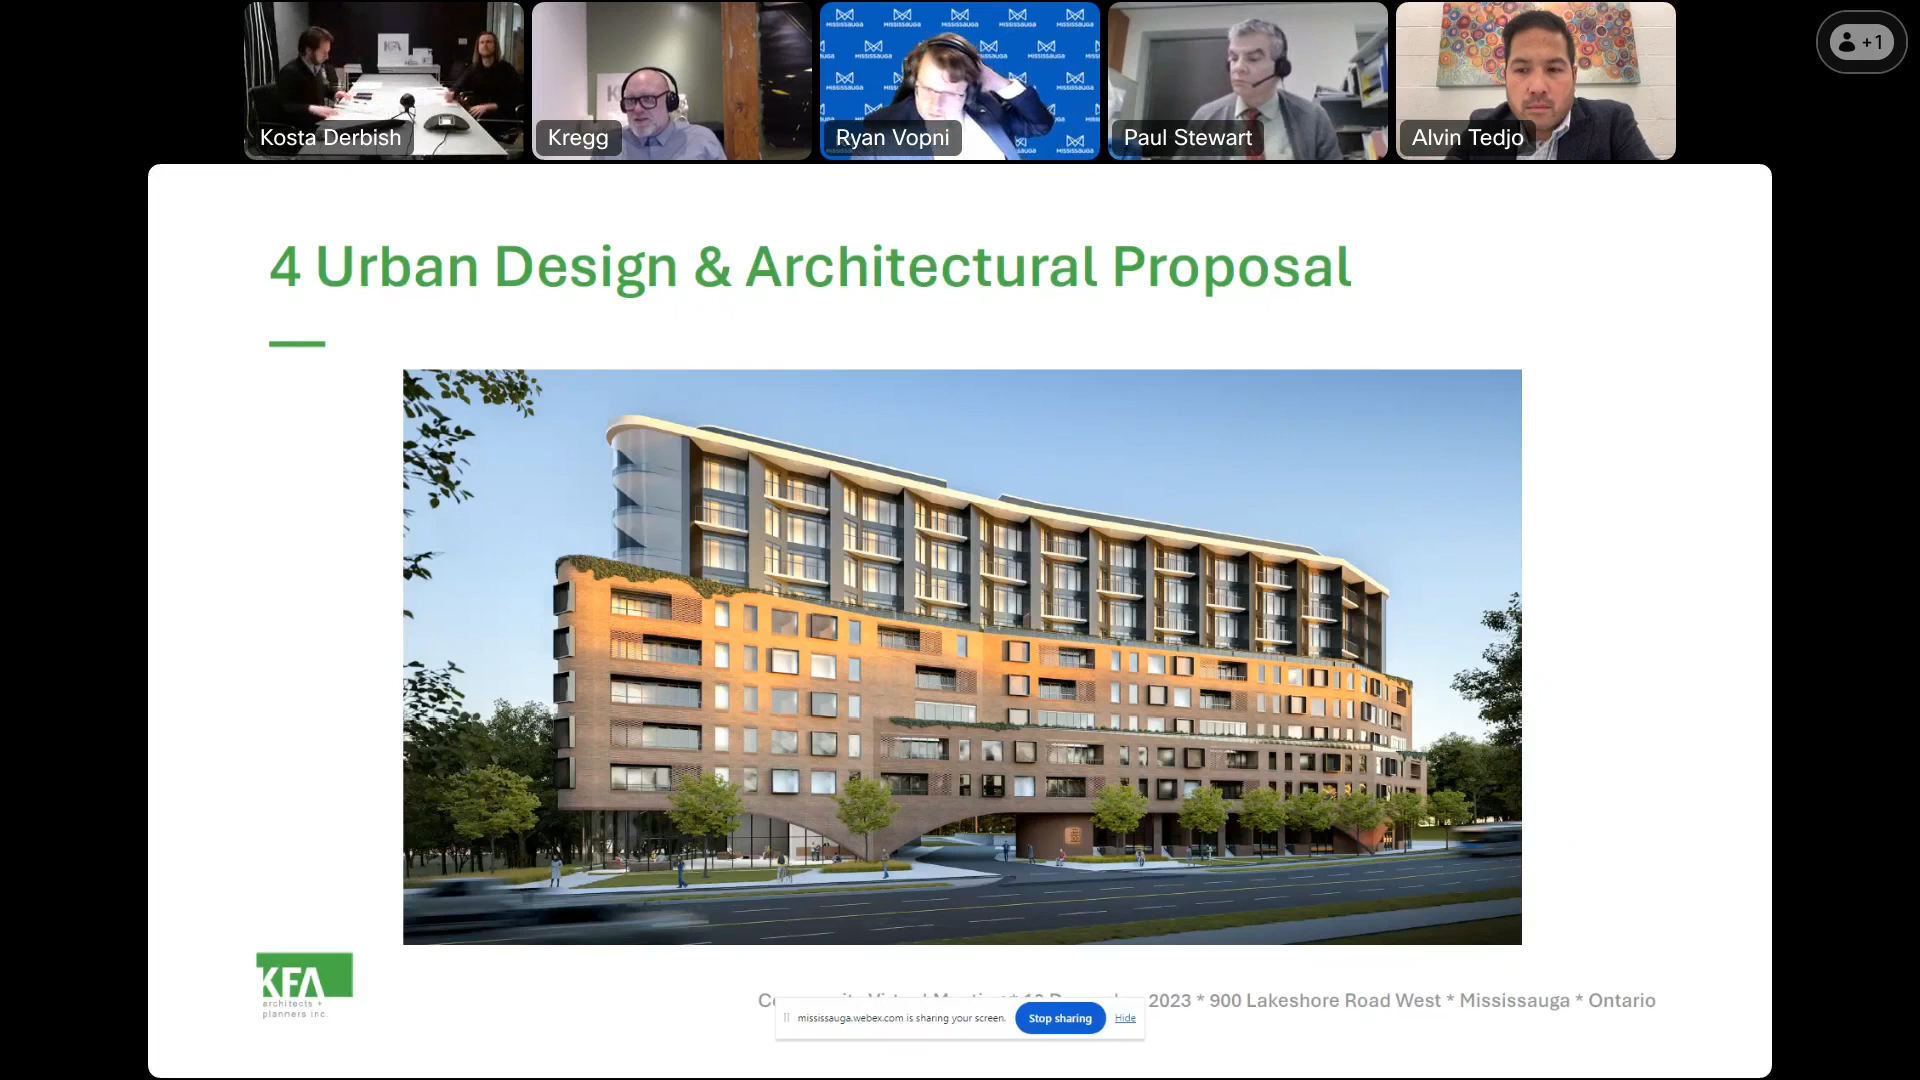 +1
Kosta Derbish
Kregg
Ryan Vopni
Paul Stewart
Alvin Tedjo
MISSISSAUGA
4 Urban Design & Architectural Proposal
KFA
architects +
planners inc.
2023 * 900 Lakeshore Road West * Mississauga * Ontario
mississauga.webex.com is sharing your screen.
Stop sharing
Hide